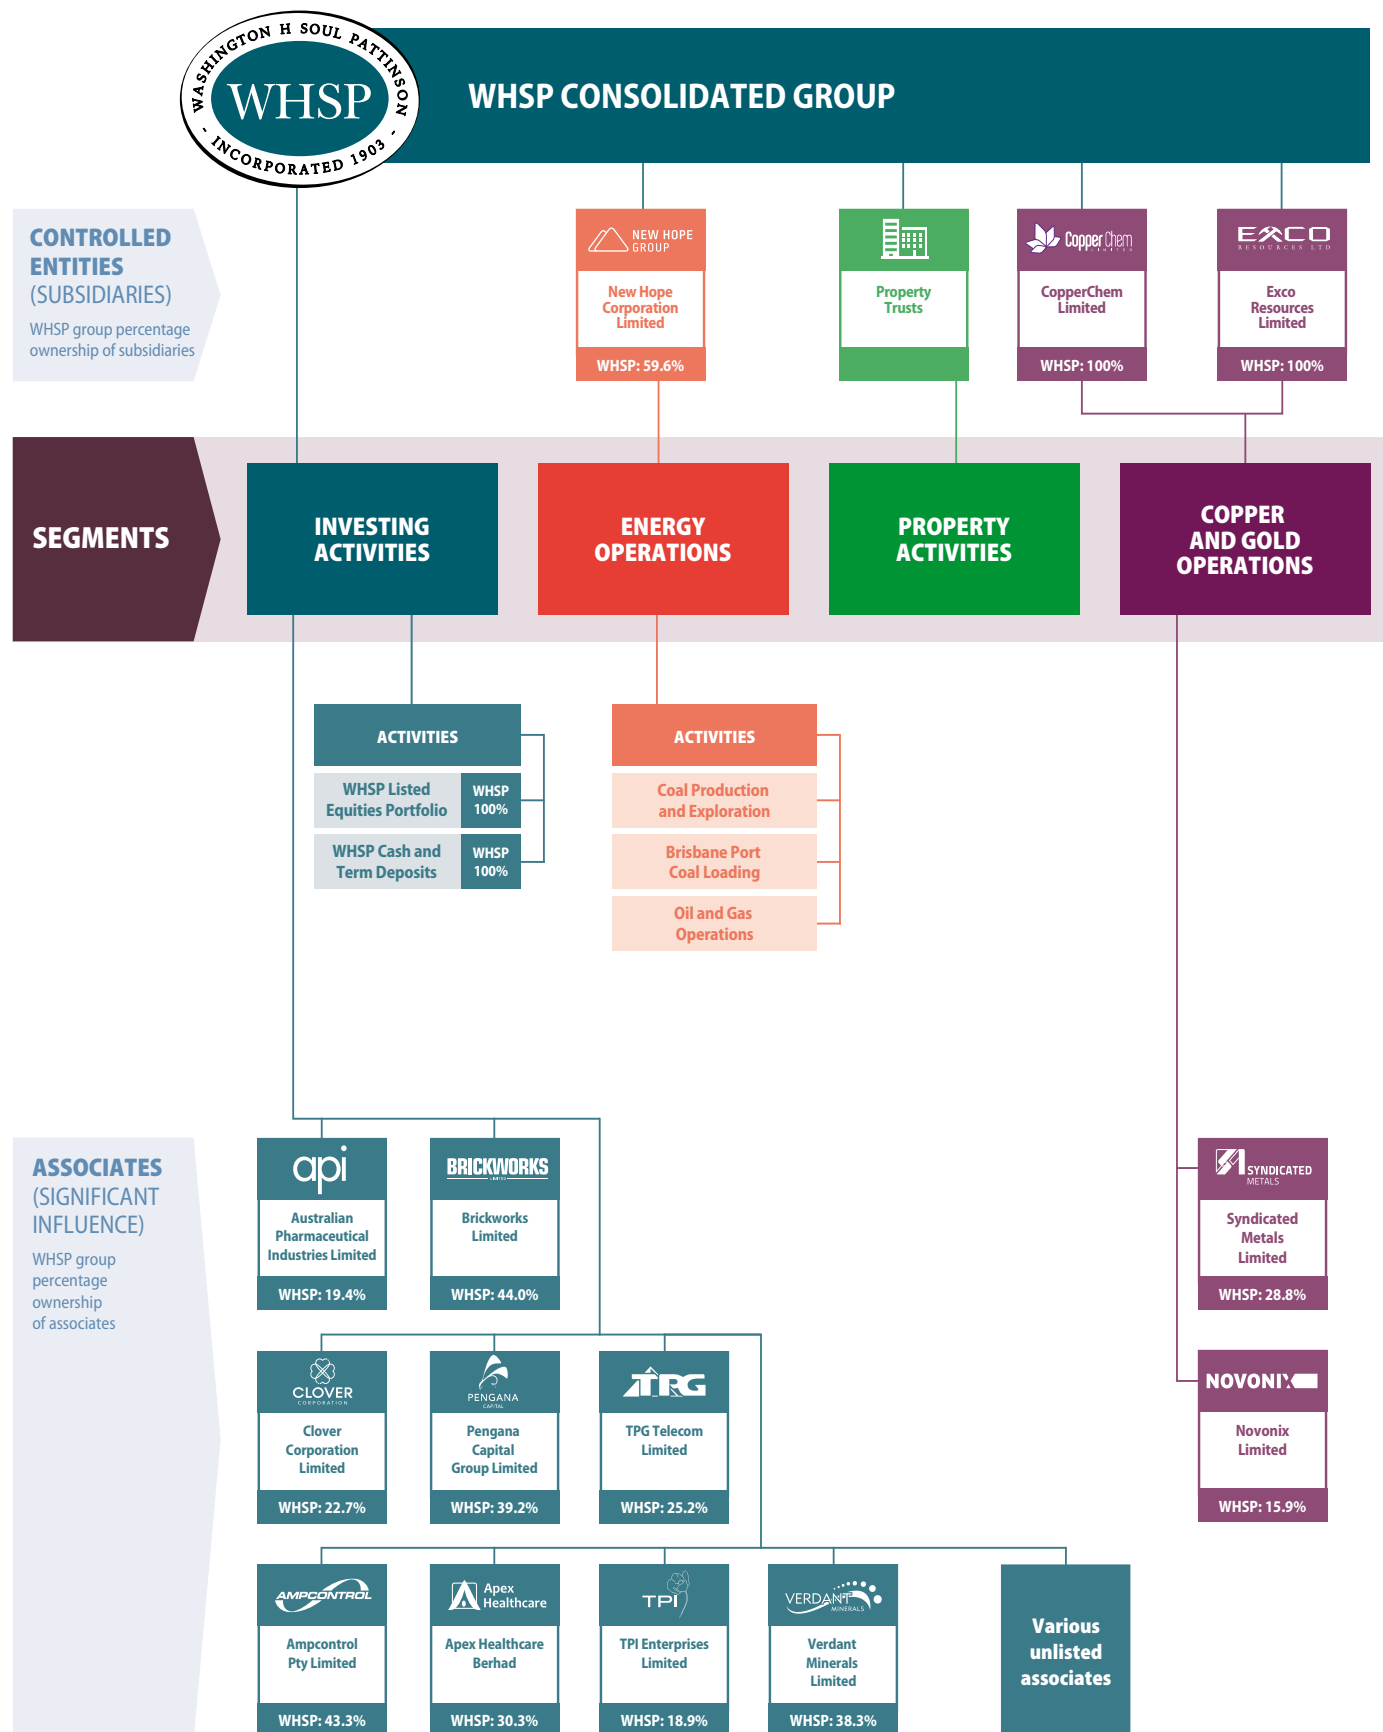 WASHINGTON H SOUL PATTINSON
WHSP
- INCORPORATED 1903 -
WHSP CONSOLIDATED GROUP
CONTROLLED
ENTITIES
(SUBSIDIARIES)
WHSP group percentage
ownership of subsidiaries
NEW HOPE
GROUP
New Hope
Corporation
Limited
WHSP: 59.6%
Property
Trusts
Copper Chem
LIMITED
CopperChem
Limited
WHSP: 100%
EXCO
RESOURCES LTD
Exco
Resources
Limited
WHSP: 100%
SEGMENTS
INVESTING
ACTIVITIES
ENERGY
OPERATIONS
PROPERTY
ACTIVITIES
COPPER
AND GOLD
OPERATIONS
ACTIVITIES
WHSP Listed
Equities Portfolio
WHSP
100%
WHSP Cash and
Term Deposits
WHSP
100%
ACTIVITIES
Coal Production
and Exploration
Brisbane Port
Coal Loading
Oil and Gas
Operations
ASSOCIATES
(SIGNIFICANT
INFLUENCE)
WHSP group
percentage
ownership
of associates
api
Australian
Pharmaceutical
Industries Limited
WHSP: 19.4%
BRICKWORKS
LIMITED
Brickworks
Limited
WHSP: 44.0%
SYNDICATED
METALS
Syndicated
Metals
Limited
WHSP: 28.8%
CLOVER
CORPORATION
Clover
Corporation
Limited
WHSP: 22.7%
PENGANA
CAPITAL
Pengana
Capital
Group Limited
WHSP: 39.2%
TPG
TPG Telecom
Limited
WHSP: 25.2%
NOVONIX
Novonix
Limited
WHSP: 15.9%
AMPCONTROL
Ampcontrol
Pty Limited
WHSP: 43.3%
Apex
Healthcare
Apex Healthcare
Berhad
WHSP: 30.3%
TPI
TPI Enterprises
Limited
WHSP: 18.9%
VERDANT
MINERALS
Verdant
Minerals
Limited
WHSP: 38.3%
Various
unlisted
associates